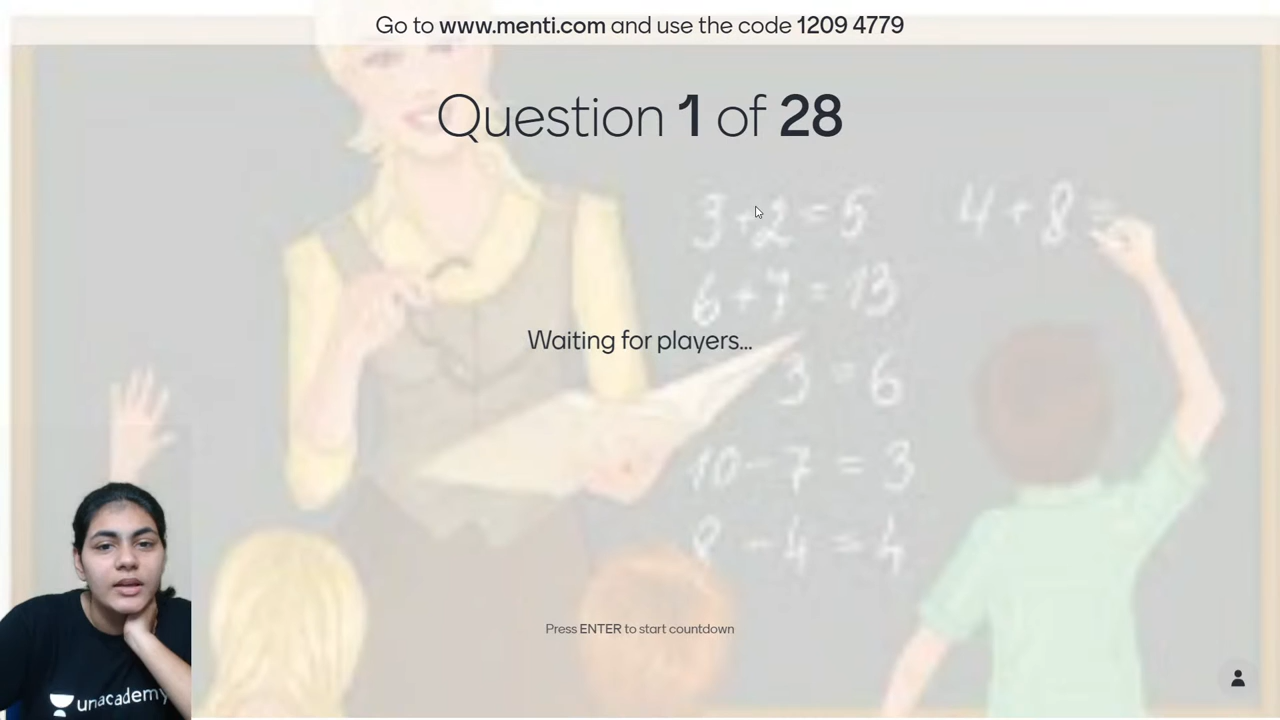 Go to www.menti.com and use the code 1209 4779
Question 1 of 28
3+2=5
4+8=
6+7=13
Waiting for players...
3=6
10-7=3
8-4=4
Press ENTER to start countdown
unacademy